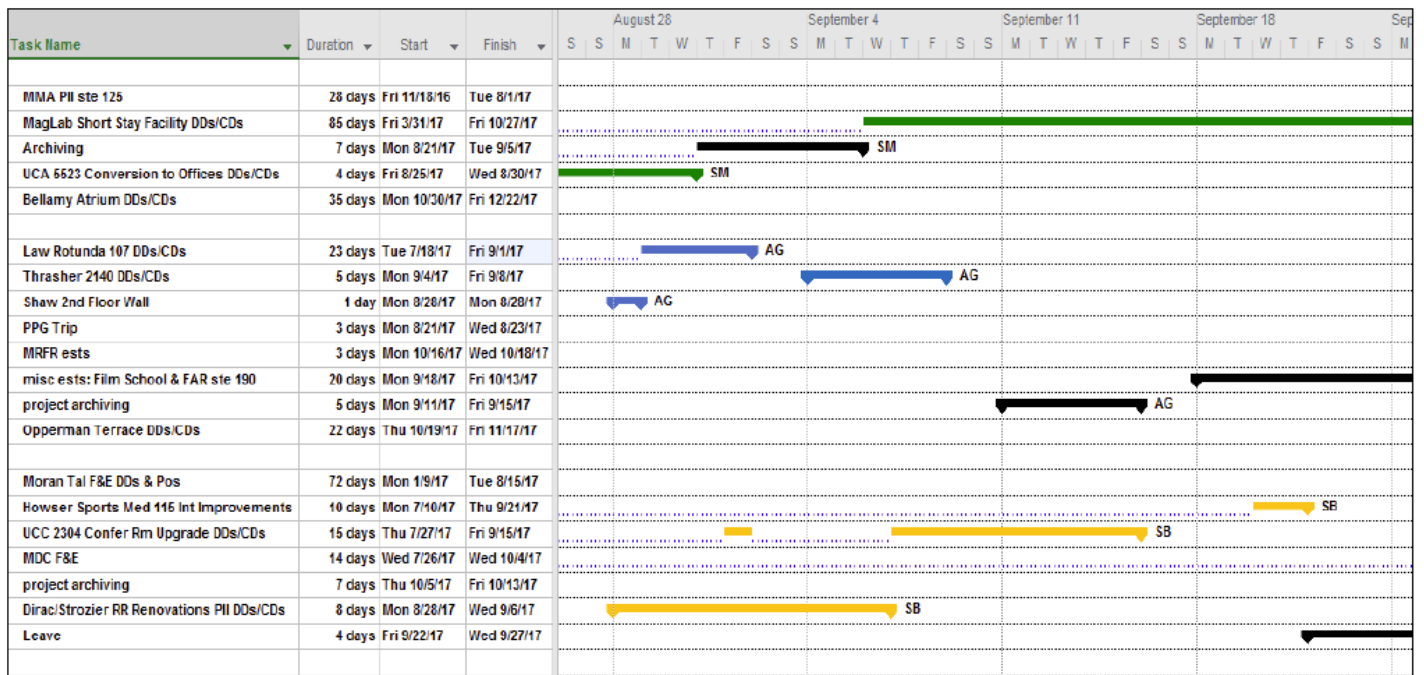 August 28 September 4 September 11 September 18 Sep
Task Name Duration Start Finish S S M T W T F S S M T W T F S S M T W T F S S M T W T F S S M
MMA PII ste 125 28 days Fri 11/18/16 Tue 8/1/17
MagLab Short Stay Facility DDs/CDs 85 days Fri 3/31/17 Fri 10/27/17
Archiving 7 days Mon 8/21/17 Tue 9/5/17 SM
UCA 5523 Conversion to Offices DDs/CDs 4 days Fri 8/25/17 Wed 8/30/17 SM
Bellamy Atrium DDs/CDs 35 days Mon 10/30/17 Fri 12/22/17
Law Rotunda 107 DDs/CDs 23 days Tue 7/18/17 Fri 9/1/17 AG
Thrasher 2140 DDs/CDs 5 days Mon 9/4/17 Fri 9/8/17 AG
Shaw 2nd Floor Wall 1 day Mon 8/28/17 Mon 8/28/17 AG
PPG Trip 3 days Mon 8/21/17 Wed 8/23/17
MRFR ests 3 days Mon 10/16/17 Wed 10/18/17
misc ests: Film School & FAR ste 190 20 days Mon 9/18/17 Fri 10/13/17
project archiving 5 days Mon 9/11/17 Fri 9/15/17 AG
Opperman Terrace DDs/CDs 22 days Thu 10/19/17 Fri 11/17/17
Moran Tal F&E DDs & Pos 72 days Mon 1/9/17 Tue 8/15/17
Howser Sports Med 115 Int Improvements 10 days Mon 7/10/17 Thu 9/21/17 SB
UCC 2304 Confer Rm Upgrade DDs/CDs 15 days Thu 7/27/17 Fri 9/15/17 SB
MDC F&E 14 days Wed 7/26/17 Wed 10/4/17
project archiving 7 days Thu 10/5/17 Fri 10/13/17
Dirac/Strozier RR Renovations PII DDs/CDs 8 days Mon 8/28/17 Wed 9/6/17 SB
Leave 4 days Fri 9/22/17 Wed 9/27/17